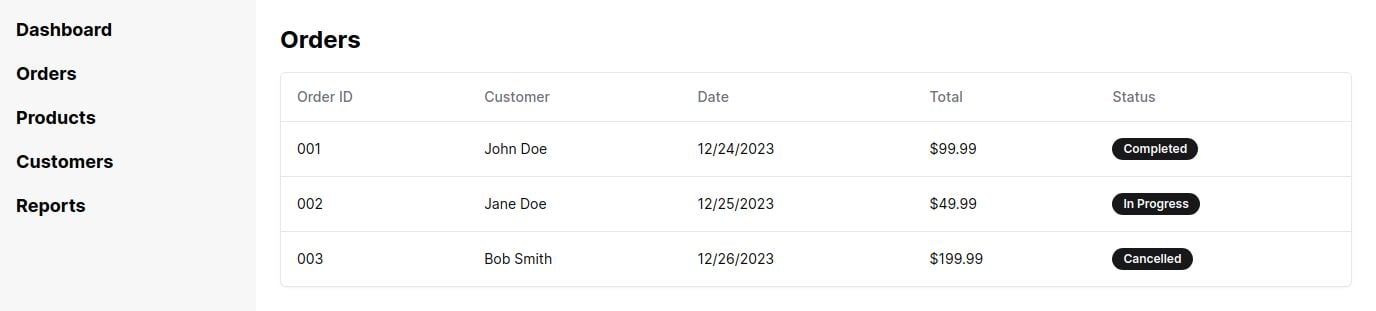 Dashboard
Orders
Products
Customers
Reports
Orders
Order ID Customer Date Total Status
001 John Doe 12/24/2023 $99.99 Completed
002 Jane Doe 12/25/2023 $49.99 In Progress
003 Bob Smith 12/26/2023 $199.99 Cancelled